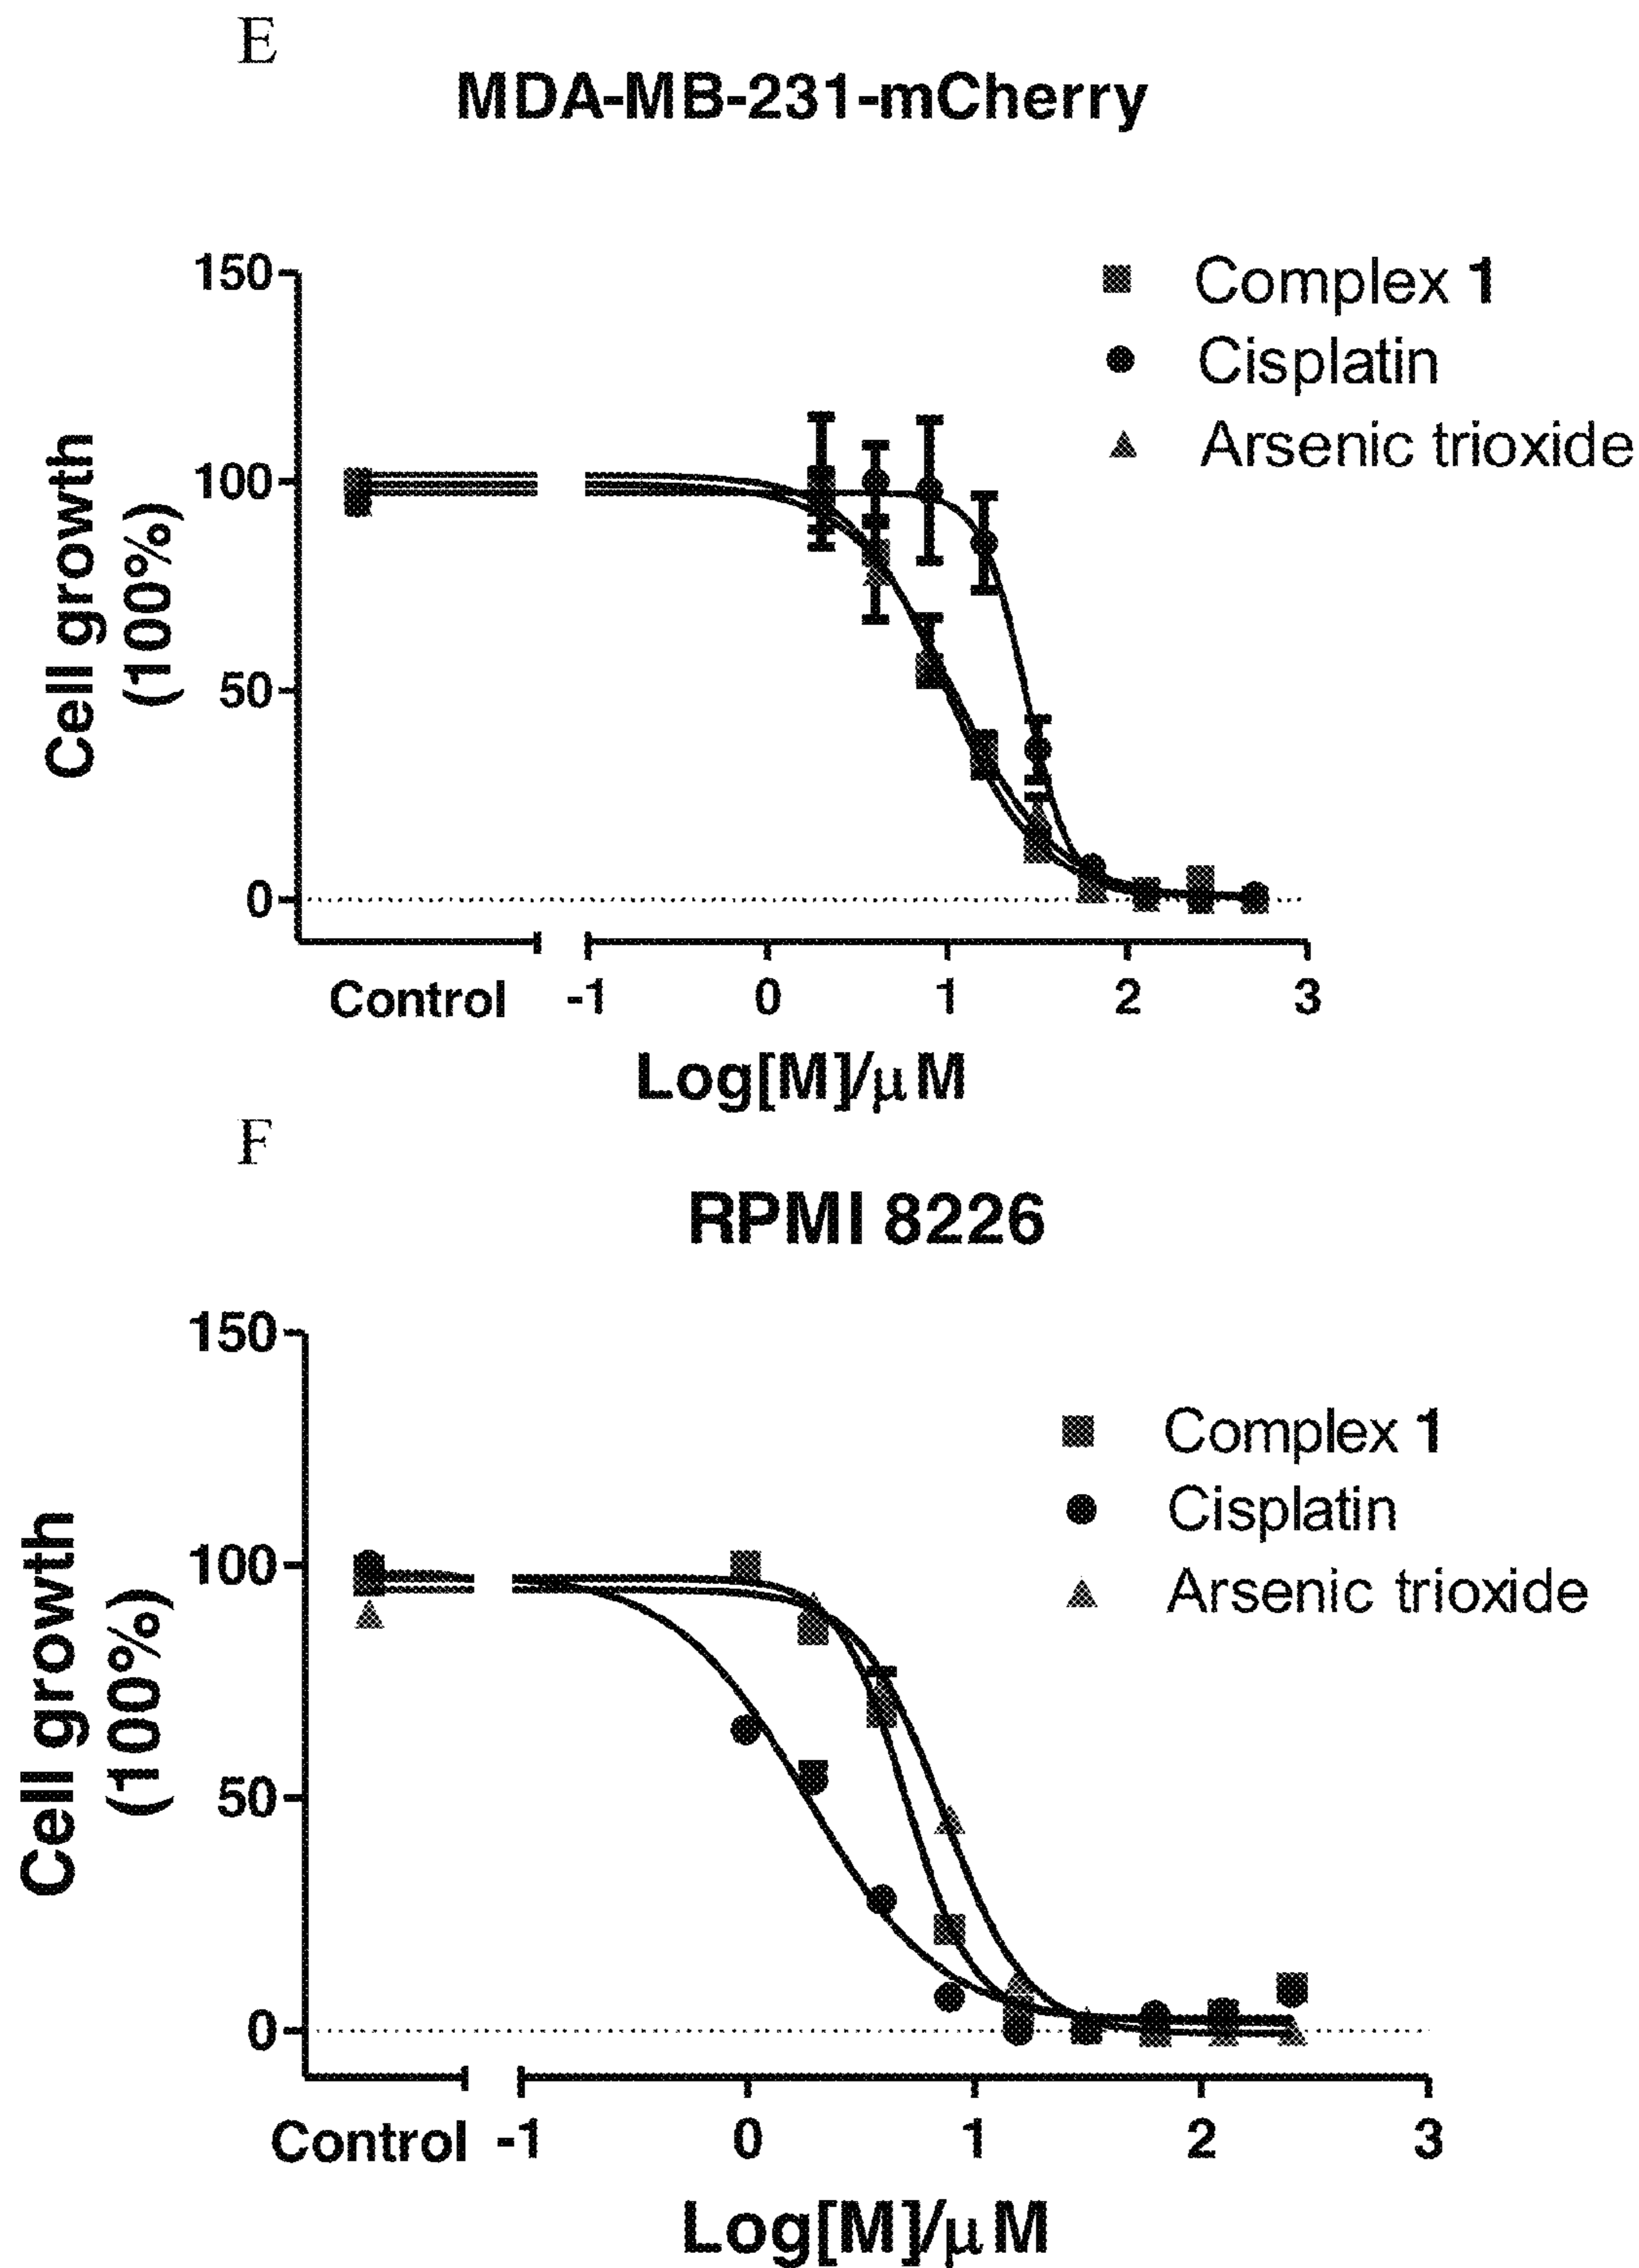 E
MDA-MB-231-mCherry
150
100
50
0
Cell growth
(100%)
Complex 1
Cisplatin
Arsenic trioxide
Control -1 0 1 2 3
Log[M]/μM
F
RPMI 8226
150
100
50
0
Cell growth
(100%)
Complex 1
Cisplatin
Arsenic trioxide
Control -1 0 1 2 3
Log[M]/μM